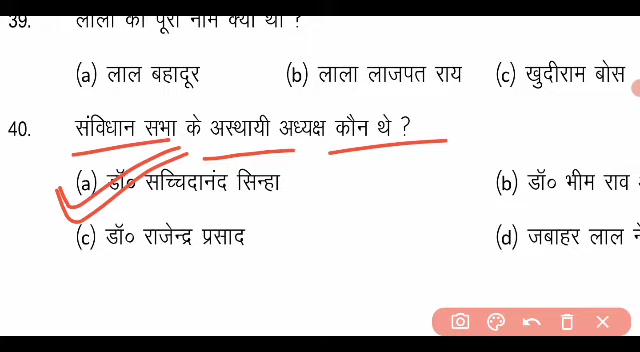 39. लाला का पूरा नाम क्या था ?
(a) लाल बहादूर (b) लाला लाजपत राय (c) खुदीराम बोस
40. संविधान सभा के अस्थायी अध्यक्ष कौन थे ?
(a) डॉ० सच्चिदानंद सिन्हा (b) डॉ० भीम राव
(c) डॉ० राजेन्द्र प्रसाद (d) जबाहर लाल